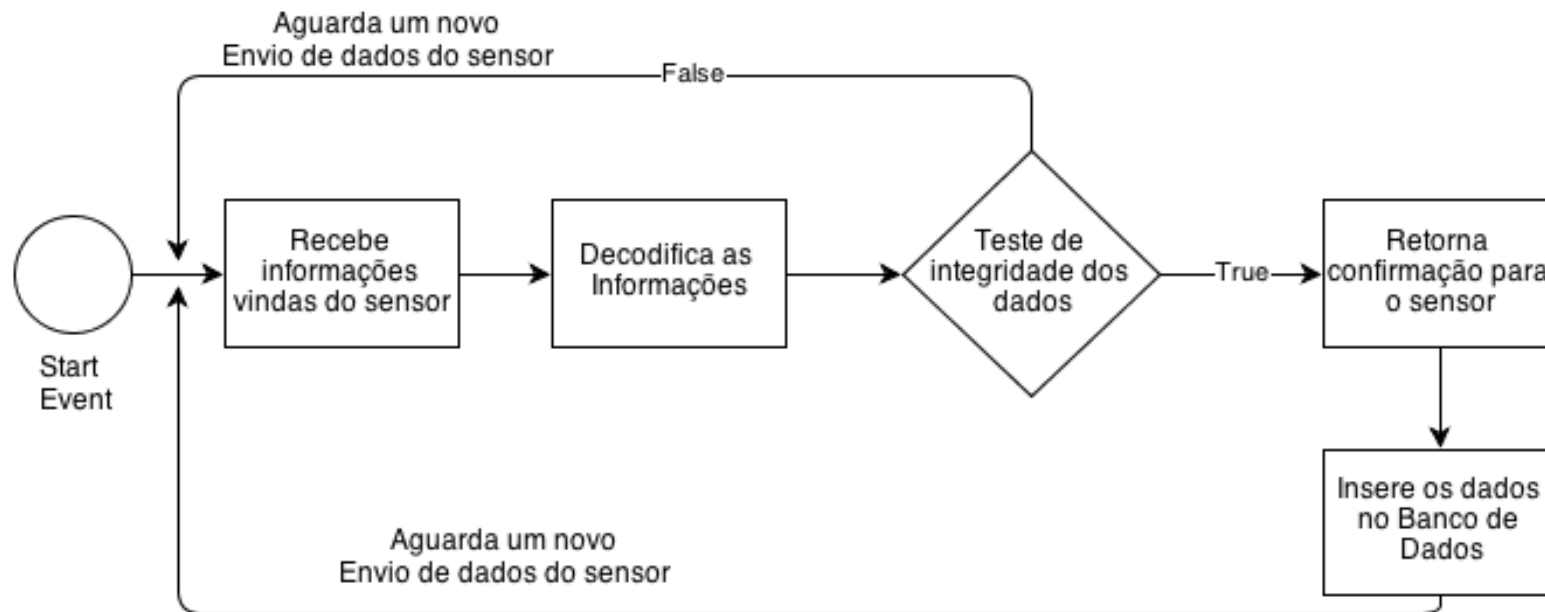 Aguarda um novo
Envio de dados do sensor
False
Start
Event
Recebe
informações
vindas do sensor
Decodifica as
Informações
Teste de
integridade dos
dados
True
Retorna
confirmação para
o sensor
Insere os dados
no Banco de
Dados
Aguarda um novo
Envio de dados do sensor